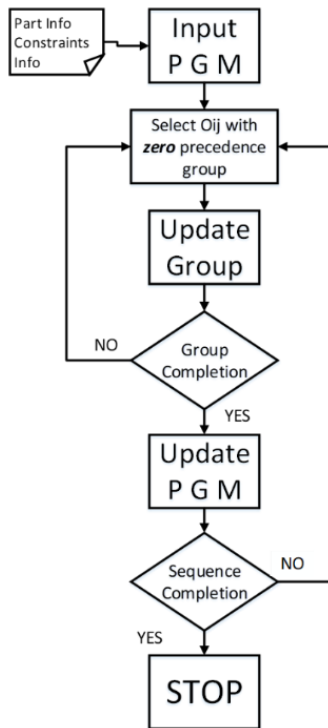 Part Info
Constraints
Info
Input
P G M
Select Oij with
zero precedence
group
Update
Group
NO
Group
Completion
YES
Update
P G M
Sequence
Completion
NO
YES
STOP